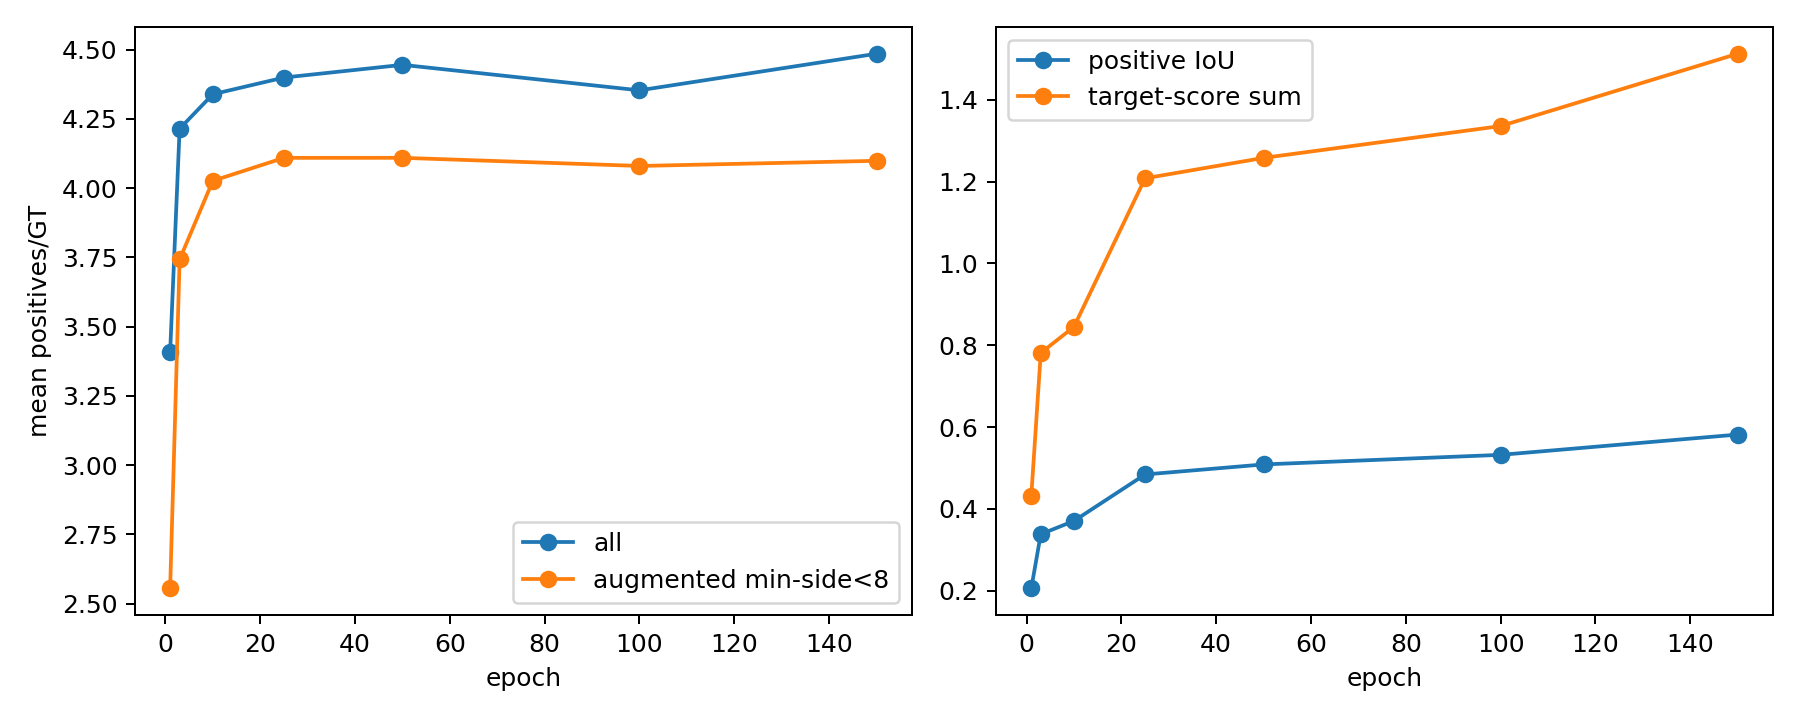 mean positives/GT
4.50
4.25
4.00
3.75
3.50
3.25
3.00
2.75
2.50
all
augmented min-side<8
0 20 40 60 80 100 120 140
epoch
positive IoU
target-score sum
1.4
1.2
1.0
0.8
0.6
0.4
0.2
0 20 40 60 80 100 120 140
epoch